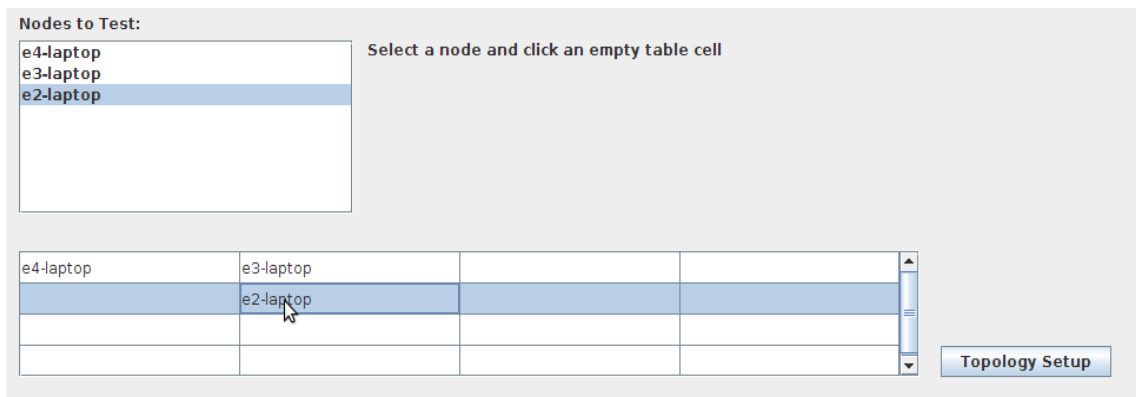 Nodes to Test:
e4-laptop
e3-laptop
e2-laptop
Select a node and click an empty table cell
e4-laptop e3-laptop
e2-laptop
Topology Setup